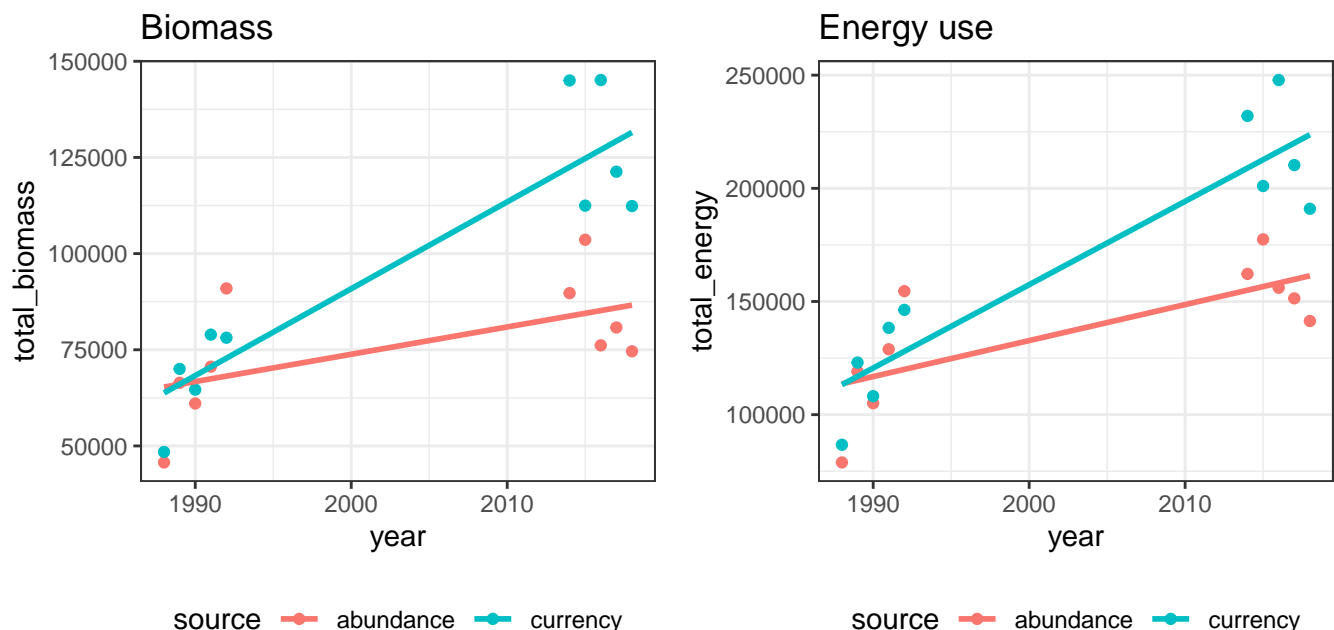 Biomass
150000
125000
100000
75000
50000
total_biomass
1990 2000 2010
year
source abundance currency
Energy use
250000
200000
150000
100000
total_energy
1990 2000 2010
year
source abundance currency